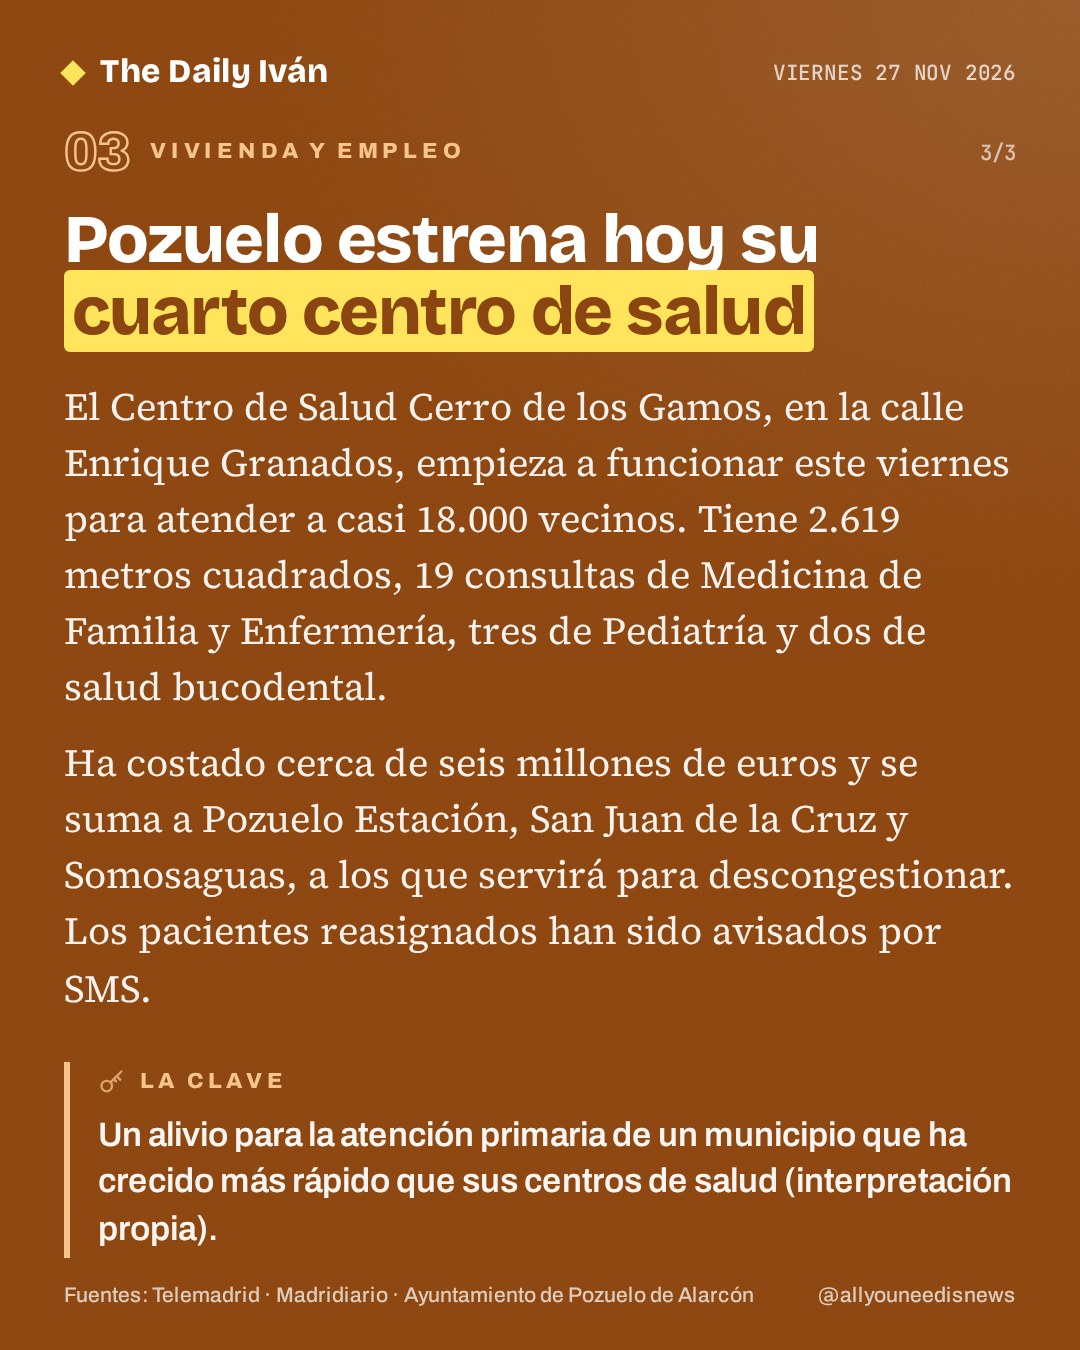 The Daily Iván
VIERNES 27 NOV 2026
03 VIVIENDA Y EMPLEO
3/3
Pozuelo estrena hoy su
cuarto centro de salud
El Centro de Salud Cerro de los Gamos, en la calle
Enrique Granados, empieza a funcionar este viernes
para atender a casi 18.000 vecinos. Tiene 2.619
metros cuadrados, 19 consultas de Medicina de
Familia y Enfermería, tres de Pediatría y dos de
salud bucodental.
Ha costado cerca de seis millones de euros y se
suma a Pozuelo Estación, San Juan de la Cruz y
Somosaguas, a los que servirá para descongestionar.
Los pacientes reasignados han sido avisados por
SMS.
LA CLAVE
Un alivio para la atención primaria de un municipio que ha
crecido más rápido que sus centros de salud (interpretación
propia).
Fuentes: Telemadrid · Madridiario · Ayuntamiento de Pozuelo de Alarcón
@allyouneedisnews